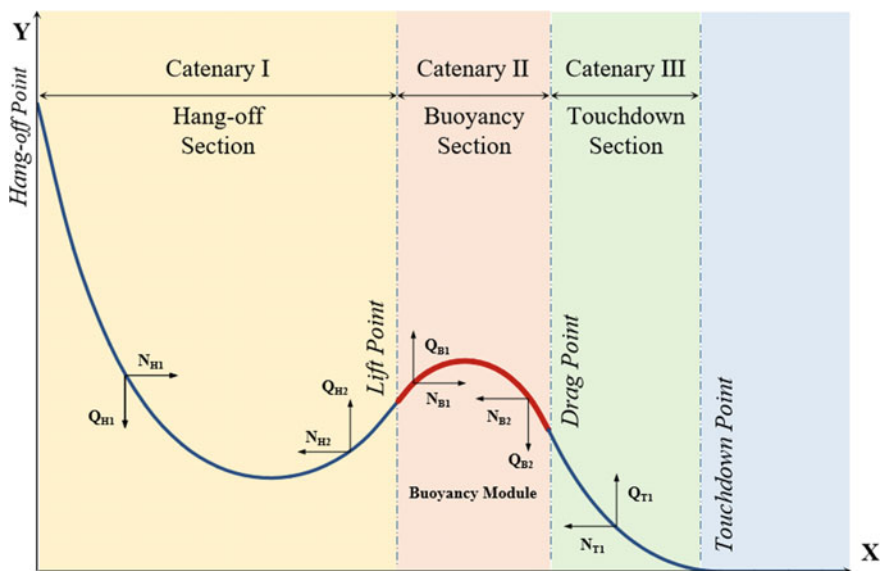 Y
Catenary I
Catenary II
Catenary III
Hang-off
Section
Buoyancy
Section
Touchdown
Section
Hang-off Point
Lift Point
Drag Point
Touchdown Point
N_H1
Q_H1
Q_H2
N_H2
Q_B1
N_B1
N_B2
Q_B2
Buoyancy Module
Q_T1
N_T1
X